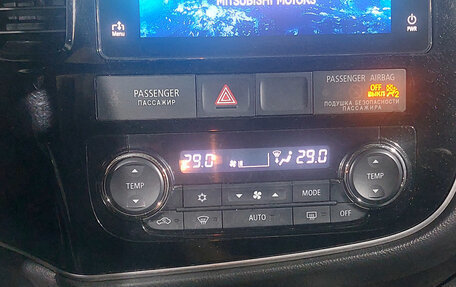 MITSUBISHI MOTORS
Menu
PWR
PASSENGER
ПАССАЖИР
PASSENGER AIRBAG
OFF
ВЫКЛ
ПОДУШКА БЕЗОПАСНОСТИ
ПАССАЖИРА
29.0 29.0
TEMP
MODE
TEMP
AUTO
OFF